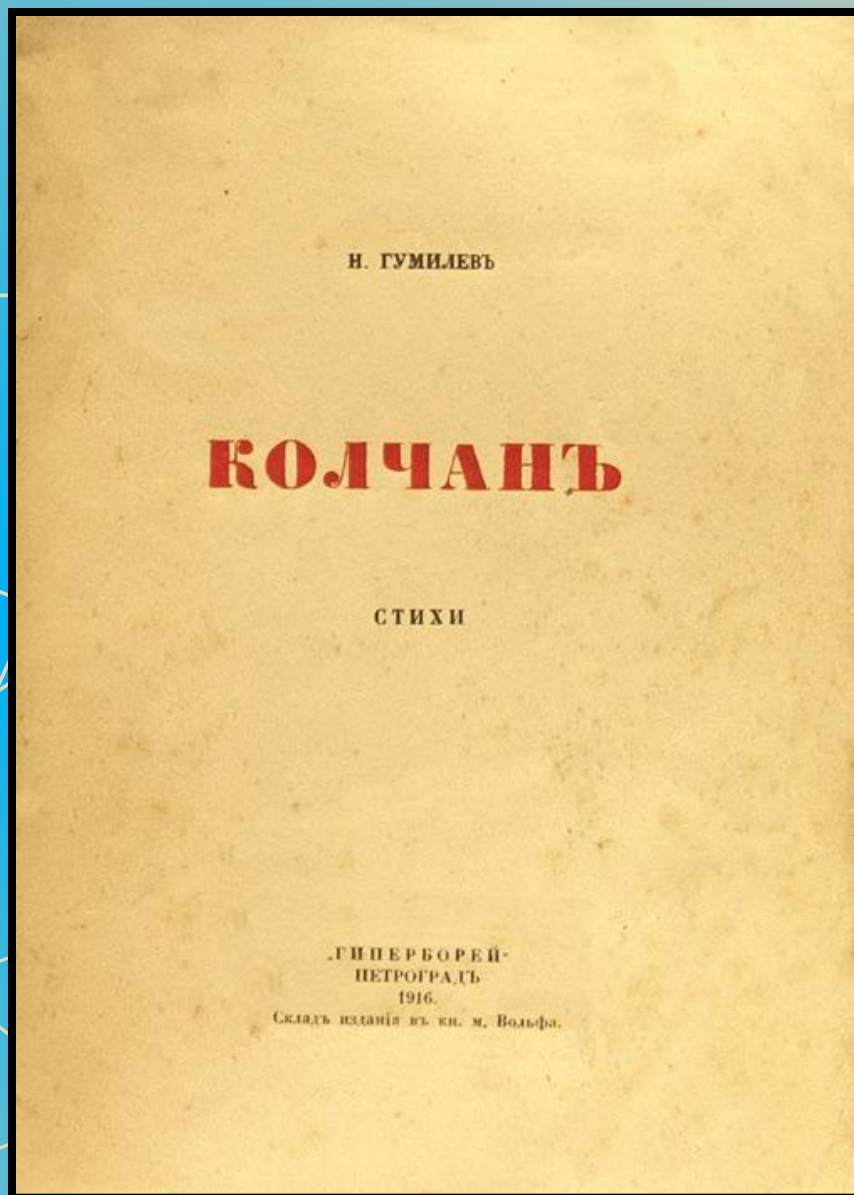 Н. ГУМИЛЕВЪ
КОЛЧАНЪ
СТИХИ
„ГИПЕРБОРЕЙ“
ПЕТРОГРАДЪ
1916.
Складъ изданія въ кн. м. Вольфа.